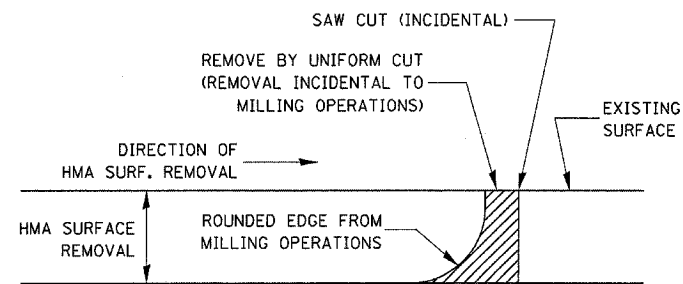 SAW CUT (INCIDENTAL)
REMOVE BY UNIFORM CUT
(REMOVAL INCIDENTAL TO
MILLING OPERATIONS)
EXISTING
SURFACE
DIRECTION OF
HMA SURF. REMOVAL
HMA SURFACE
REMOVAL
ROUNDED EDGE FROM
MILLING OPERATIONS